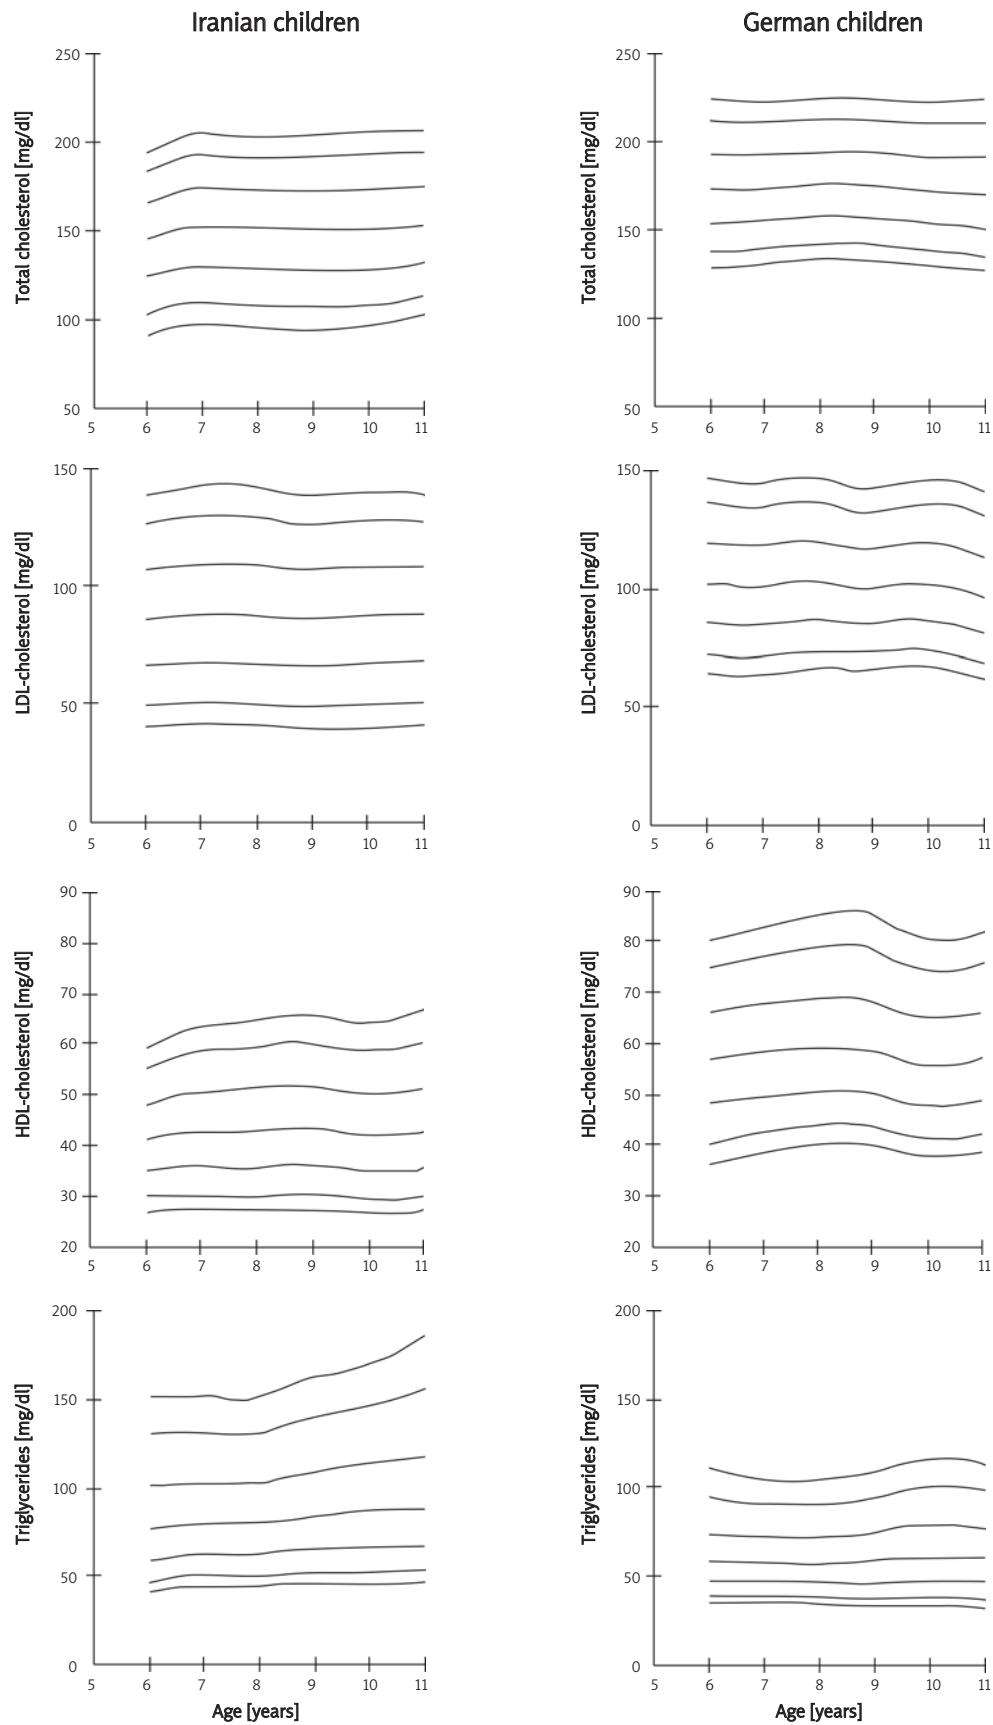 Iranian children
German children
250
200
150
100
50
5 6 7 8 9 10 11
Total cholesterol [mg/dl]
250
200
150
100
50
5 6 7 8 9 10 11
Total cholesterol [mg/dl]
150
100
50
0
5 6 7 8 9 10 11
LDL-cholesterol [mg/dl]
150
100
50
0
5 6 7 8 9 10 11
LDL-cholesterol [mg/dl]
90
80
70
60
50
40
30
20
5 6 7 8 9 10 11
HDL-cholesterol [mg/dl]
90
80
70
60
50
40
30
20
5 6 7 8 9 10 11
HDL-cholesterol [mg/dl]
200
150
100
50
0
5 6 7 8 9 10 11
Triglycerides [mg/dl]
Age [years]
200
150
100
50
0
5 6 7 8 9 10 11
Triglycerides [mg/dl]
Age [years]